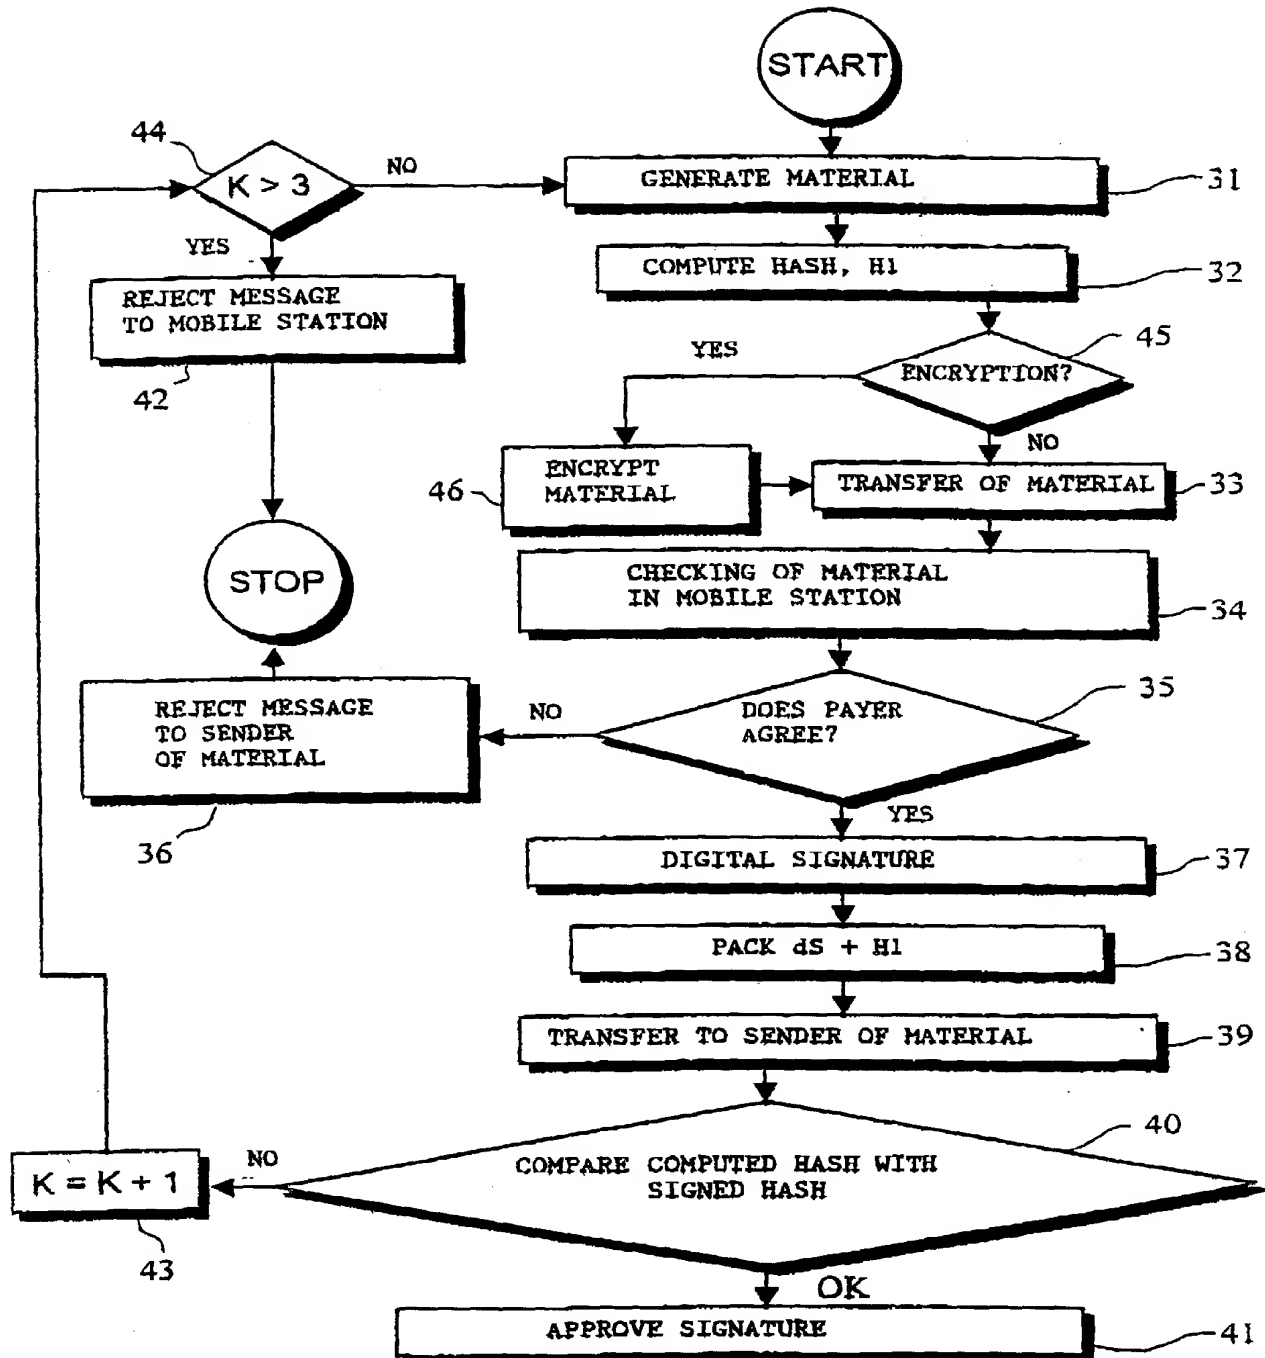 START
44
K > 3
NO
GENERATE MATERIAL
31
YES
COMPUTE HASH, H1
32
REJECT MESSAGE
TO MOBILE STATION
42
45
YES
ENCRYPTION?
NO
ENCRYPT
MATERIAL
46
TRANSFER OF MATERIAL
33
STOP
CHECKING OF MATERIAL
IN MOBILE STATION
34
35
DOES PAYER
AGREE?
NO
REJECT MESSAGE
TO SENDER
OF MATERIAL
36
YES
DIGITAL SIGNATURE
37
PACK dS + H1
38
TRANSFER TO SENDER OF MATERIAL
39
40
COMPARE COMPUTED HASH WITH
SIGNED HASH
NO
K = K + 1
43
OK
APPROVE SIGNATURE
41